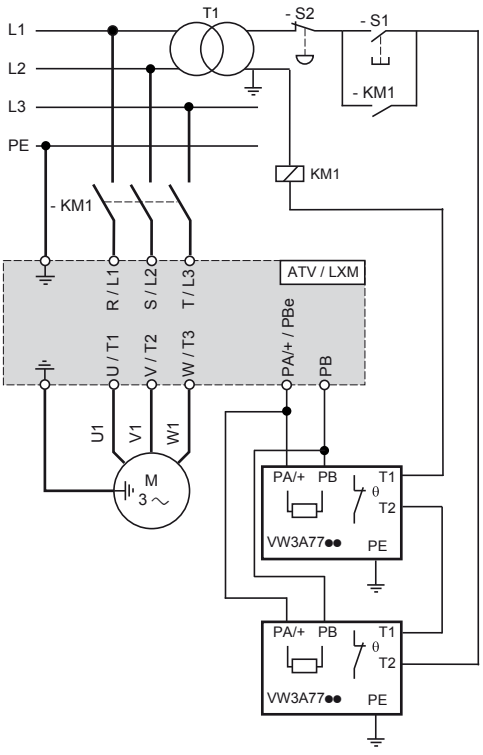 T1
L1
- S2
- S1
L2
L3
- KM1
PE
KM1
- KM1
ATV / LXM
R / L1
S / L2
T / L3
U / T1
V / T2
W / T3
PA/+ / PBe
PB
U1
V1
W1
M
3 ~
PA/+ PB T1
θ
T2
VW3A77●● PE
PA/+ PB T1
θ
T2
VW3A77●● PE